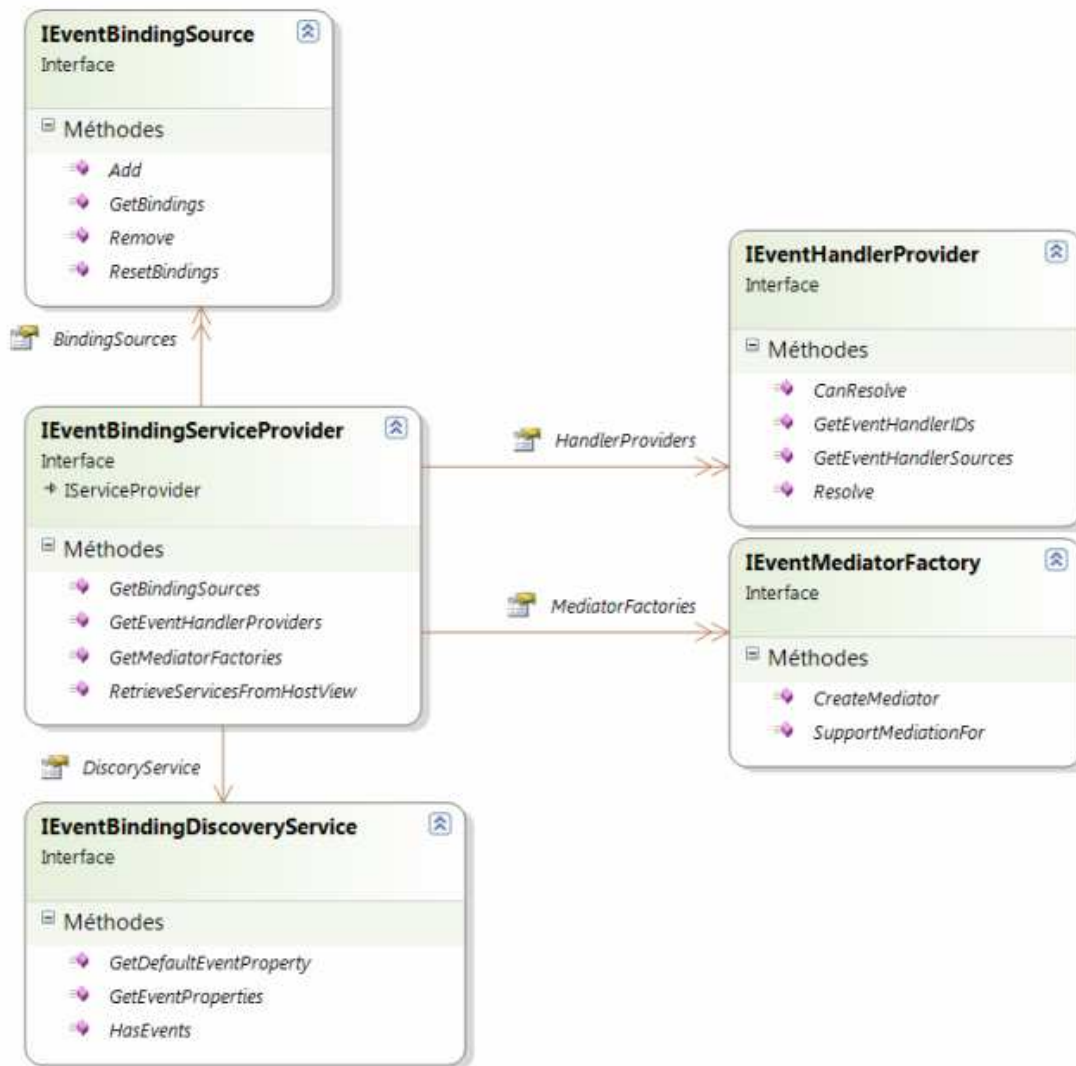 IEventBindingSource
Interface
Méthodes
Add
GetBindings
Remove
ResetBindings
BindingSources
IEventBindingServiceProvider
Interface
IServiceProvider
Méthodes
GetBindingSources
GetEventHandlerProviders
GetMediatorFactories
RetrieveServicesFromHostView
HandlerProviders
IEventHandlerProvider
Interface
Méthodes
CanResolve
GetEventHandlerIDs
GetEventHandlerSources
Resolve
MediatorFactories
IEventMediatorFactory
Interface
Méthodes
CreateMediator
SupportMediationFor
DiscoryService
IEventBindingDiscoveryService
Interface
Méthodes
GetDefaultEventProperty
GetEventProperties
HasEvents